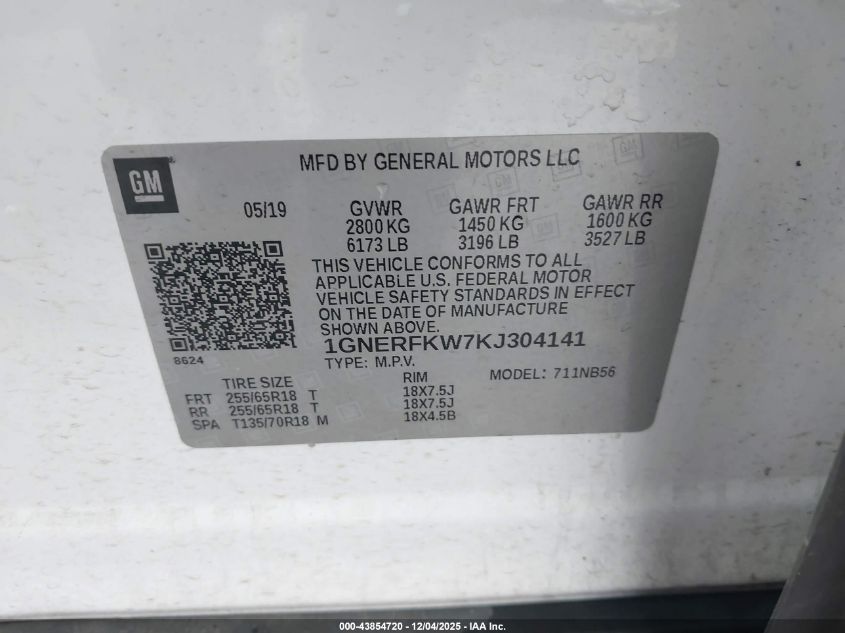 GM
MFD BY GENERAL MOTORS LLC
05/19
GVWR GAWR FRT GAWR RR
2800 KG 1450 KG 1600 KG
6173 LB 3196 LB 3527 LB
THIS VEHICLE CONFORMS TO ALL
APPLICABLE U.S. FEDERAL MOTOR
VEHICLE SAFETY STANDARDS IN EFFECT
ON THE DATE OF MANUFACTURE
SHOWN ABOVE.
8624
1GNERFKW7KJ304141
TYPE: M.P.V.
MODEL: 711NB56
TIRE SIZE RIM
FRT 255/65R18 T 18X7.5J
RR 255/65R18 T 18X7.5J
SPA T135/70R18 M 18X4.5B
000-43854720 - 12/04/2025 - IAA Inc.